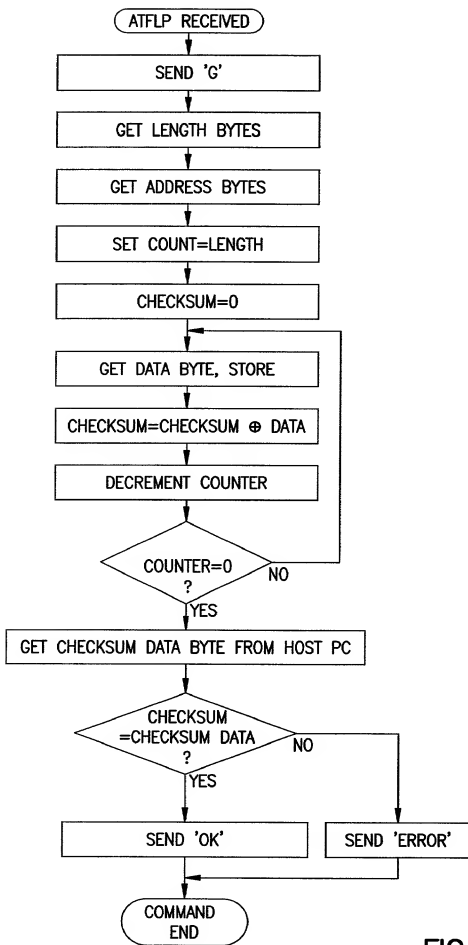 ATFLP RECEIVED
SEND 'G'
GET LENGTH BYTES
GET ADDRESS BYTES
SET COUNT=LENGTH
CHECKSUM=0
GET DATA BYTE, STORE
CHECKSUM=CHECKSUM ⊕ DATA
DECREMENT COUNTER
COUNTER=0
?
NO
YES
GET CHECKSUM DATA BYTE FROM HOST PC
CHECKSUM
=CHECKSUM DATA
?
NO
YES
SEND 'OK'
SEND 'ERROR'
COMMAND
END
FIG